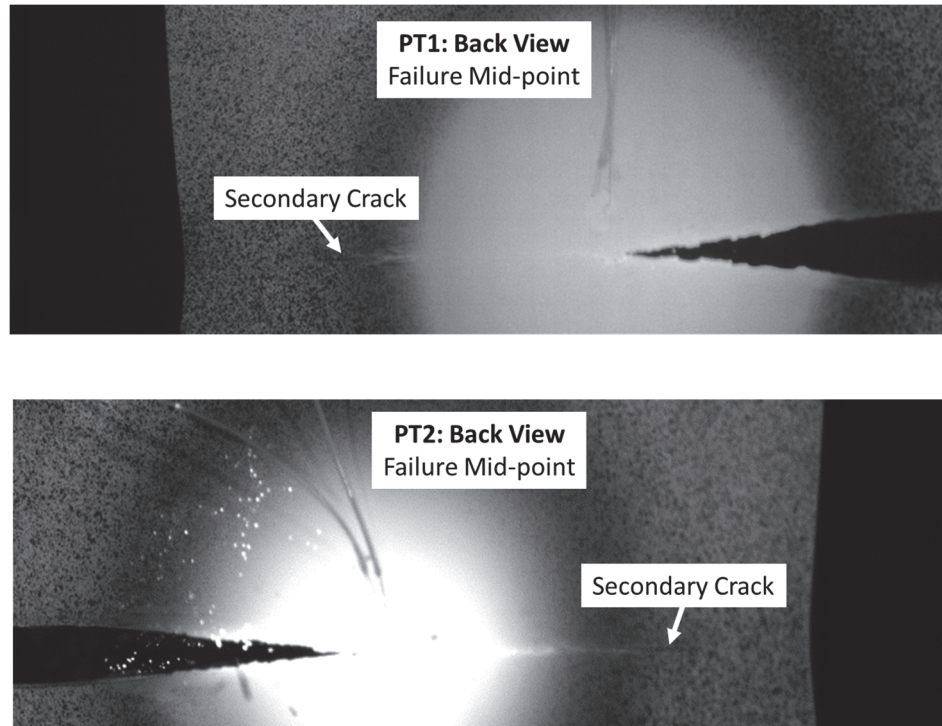 PT1: Back View
Failure Mid-point
Secondary Crack
PT2: Back View
Failure Mid-point
Secondary Crack